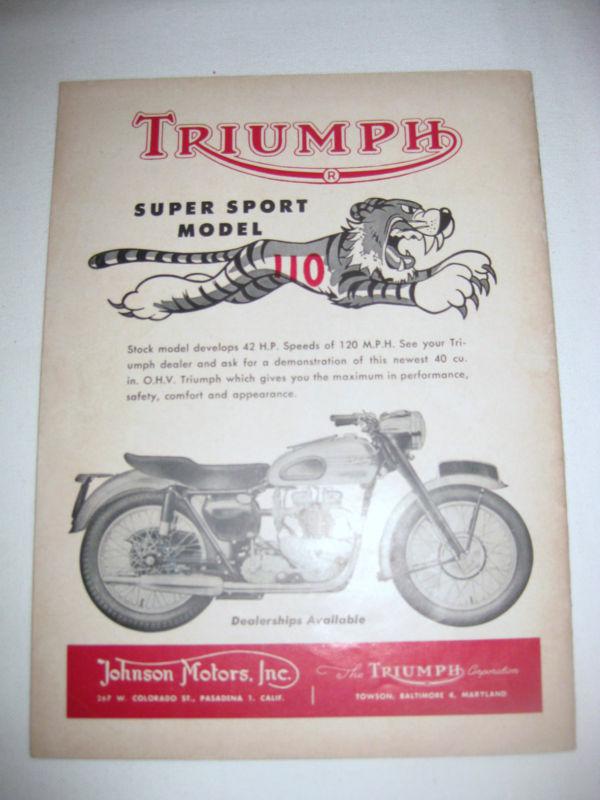 TRIUMPH
R
SUPER SPORT
MODEL
110
Stock model develops 42 H.P. Speeds of 120 M.P.H. See your Tri-
umph dealer and ask for a demonstration of this newest 40 cu.
in. O.H.V. Triumph which gives you the maximum in performance,
safety, comfort and appearance.
Dealerships Available
Johnson Motors, Inc.
267 W. COLORADO ST., PASADENA 1, CALIF.
The TRIUMPH Corporation
TOWSON, BALTIMORE 4, MARYLAND